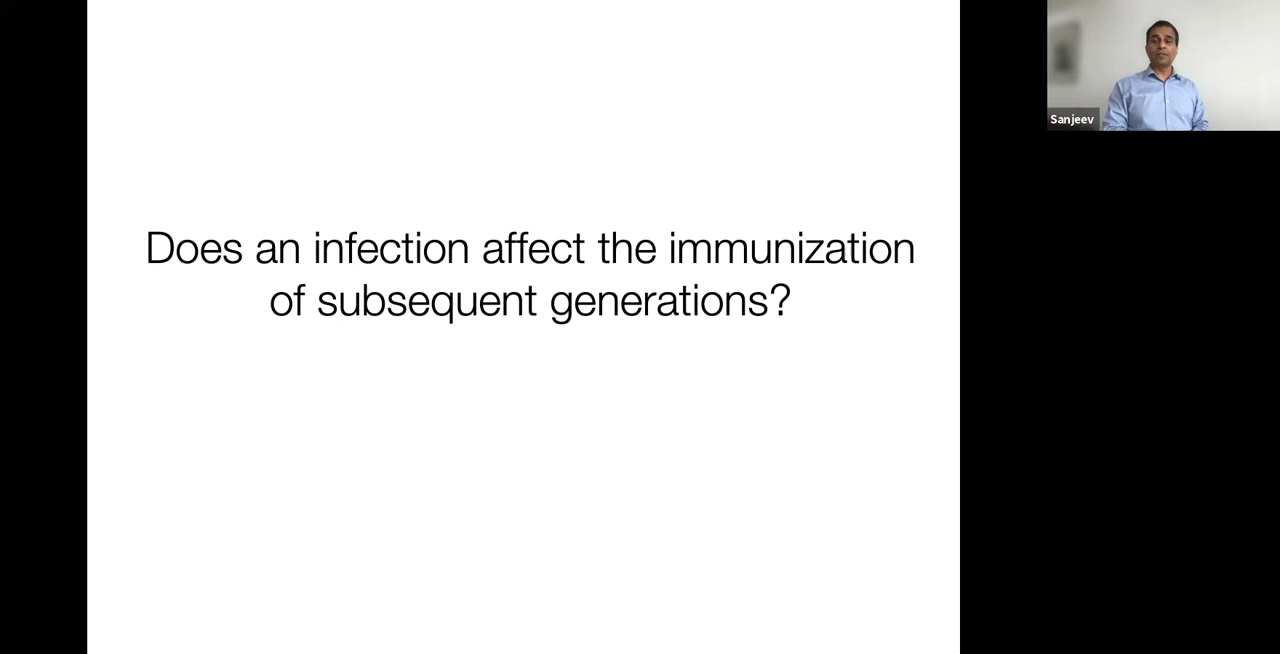 Does an infection affect the immunization
of subsequent generations?
Sanjeev